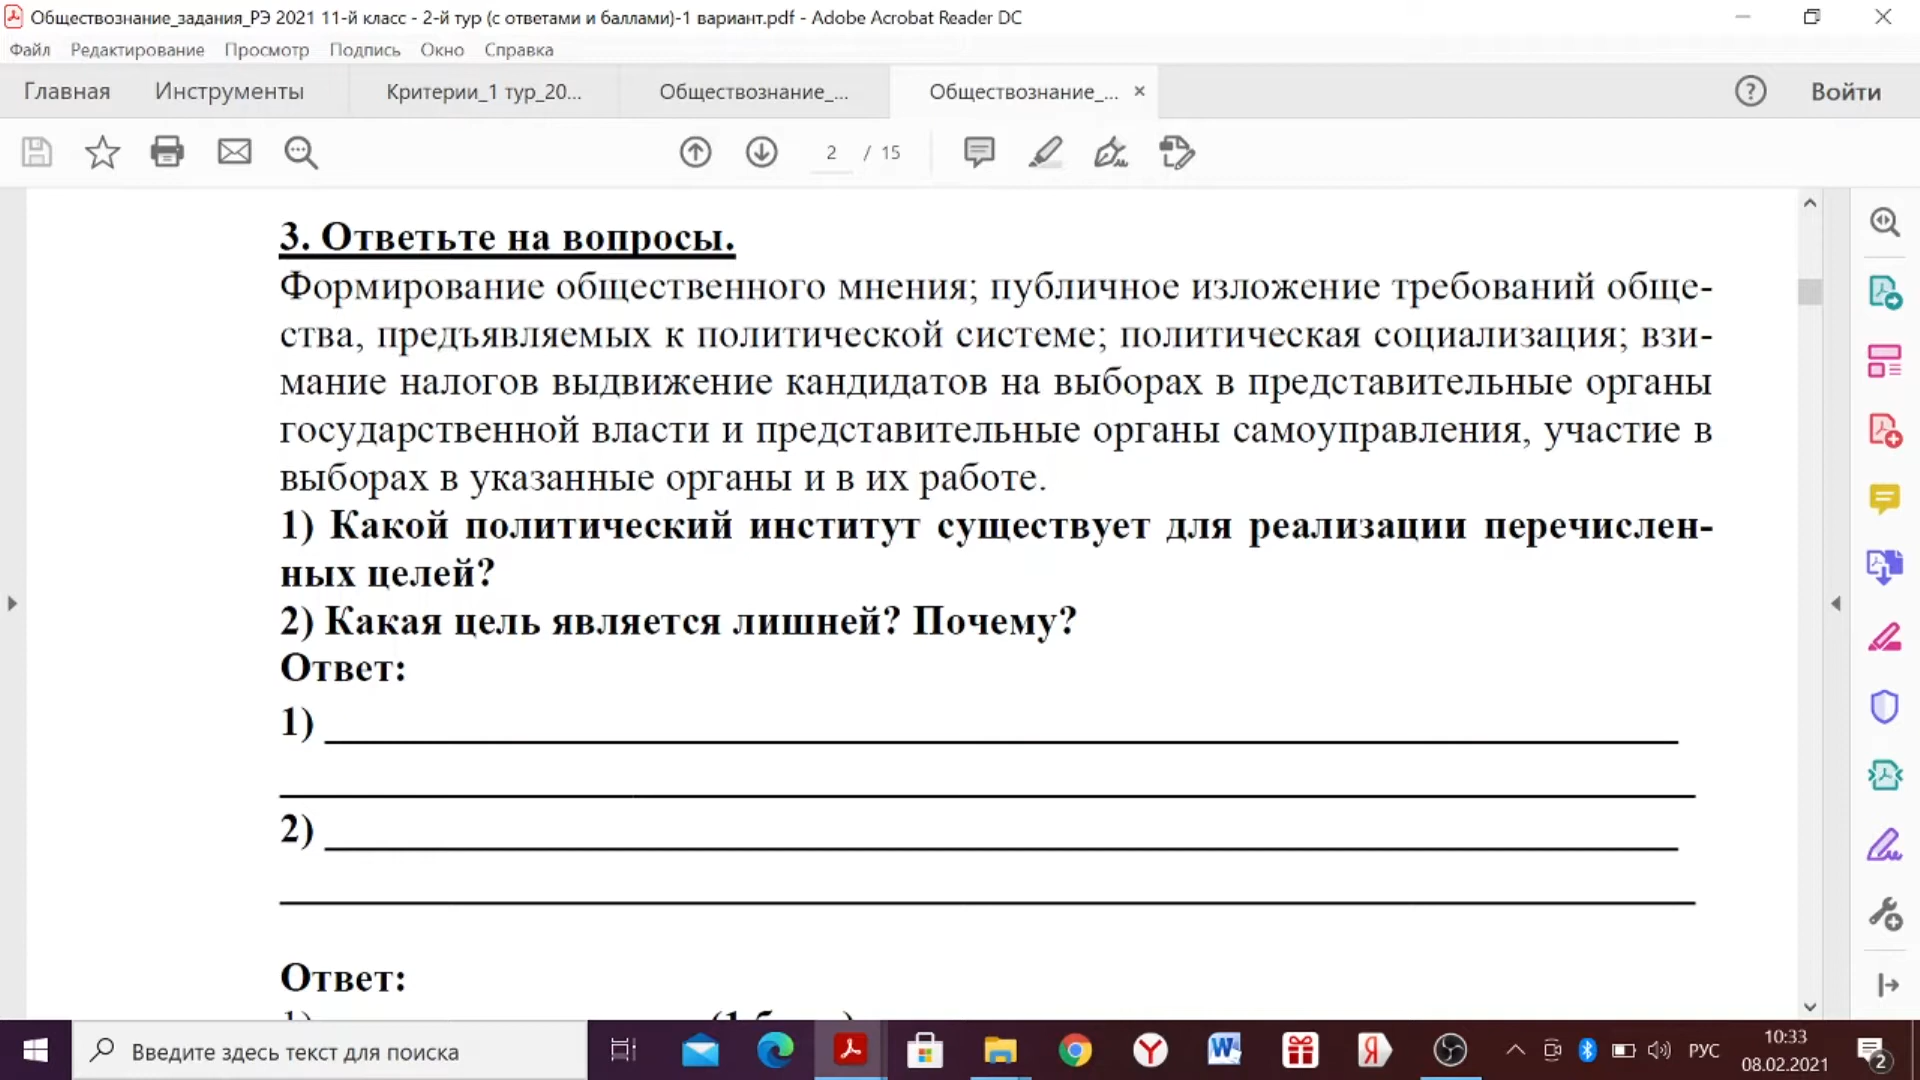 Обществознание_задания_РЭ 2021 11-й класс - 2-й тур (с ответами и баллами)-1 вариант.pdf - Adobe Acrobat Reader DC
Файл Редактирование Просмотр Подпись Окно Справка
Главная Инструменты Критерии_1 тур_20... Обществознание_... Обществознание_... × ? Войти
2 / 15
3. Ответьте на вопросы.
Формирование общественного мнения; публичное изложение требований обще-
ства, предъявляемых к политической системе; политическая социализация; взи-
мание налогов выдвижение кандидатов на выборах в представительные органы
государственной власти и представительные органы самоуправления, участие в
выборах в указанные органы и в их работе.
1) Какой политический институт существует для реализации перечислен-
ных целей?
2) Какая цель является лишней? Почему?
Ответ:
1)
2)
Ответ:
Введите здесь текст для поиска
РУС
10:33
08.02.2021
2